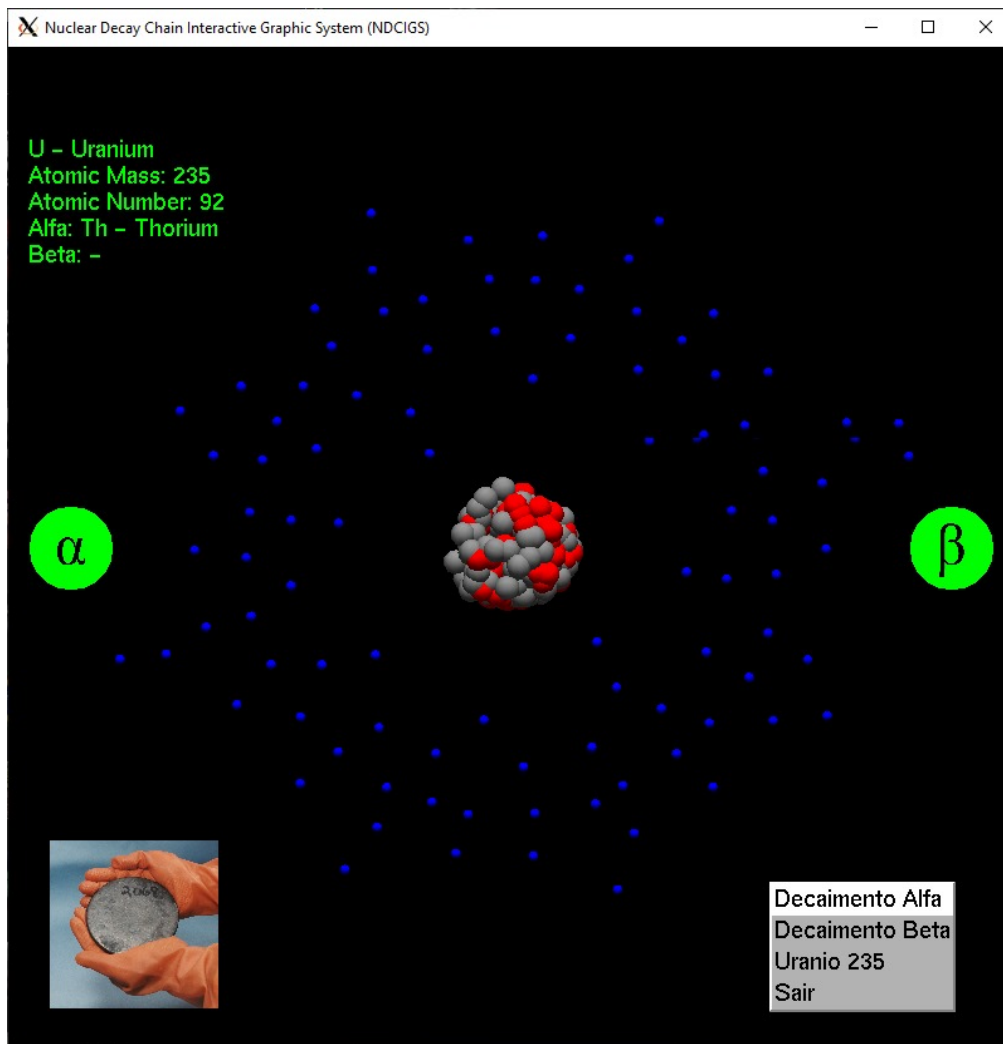 Nuclear Decay Chain Interactive Graphic System (NDCIGS)
U – Uranium
Atomic Mass: 235
Atomic Number: 92
Alfa: Th – Thorium
Beta: –
α
β
2068
Decaimento Alfa
Decaimento Beta
Uranio 235
Sair